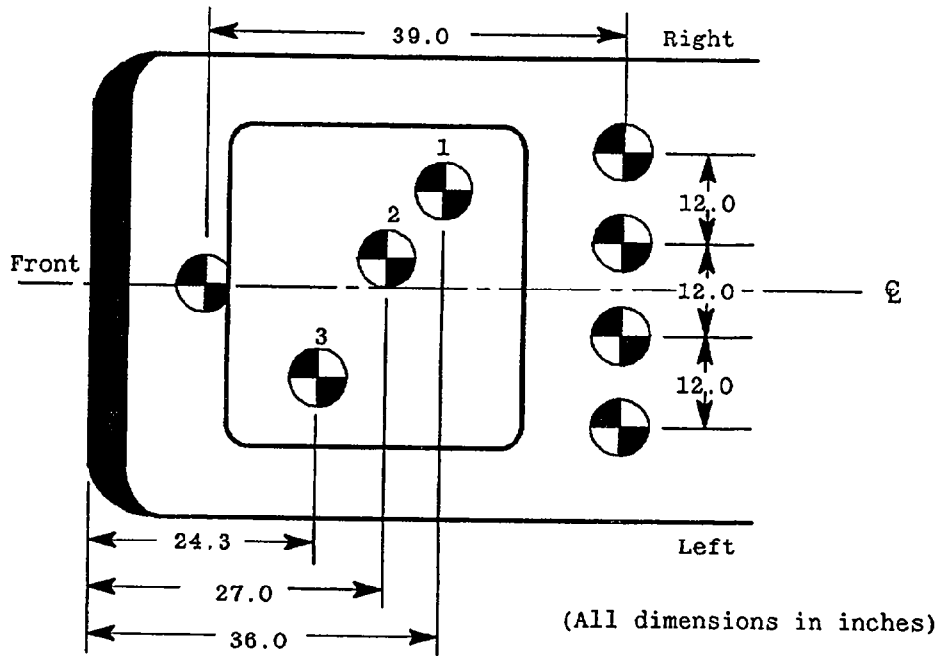 39.0
Right
1
12.0
2
Front
12.0
℄
3
12.0
24.3
Left
27.0
(All dimensions in inches)
36.0